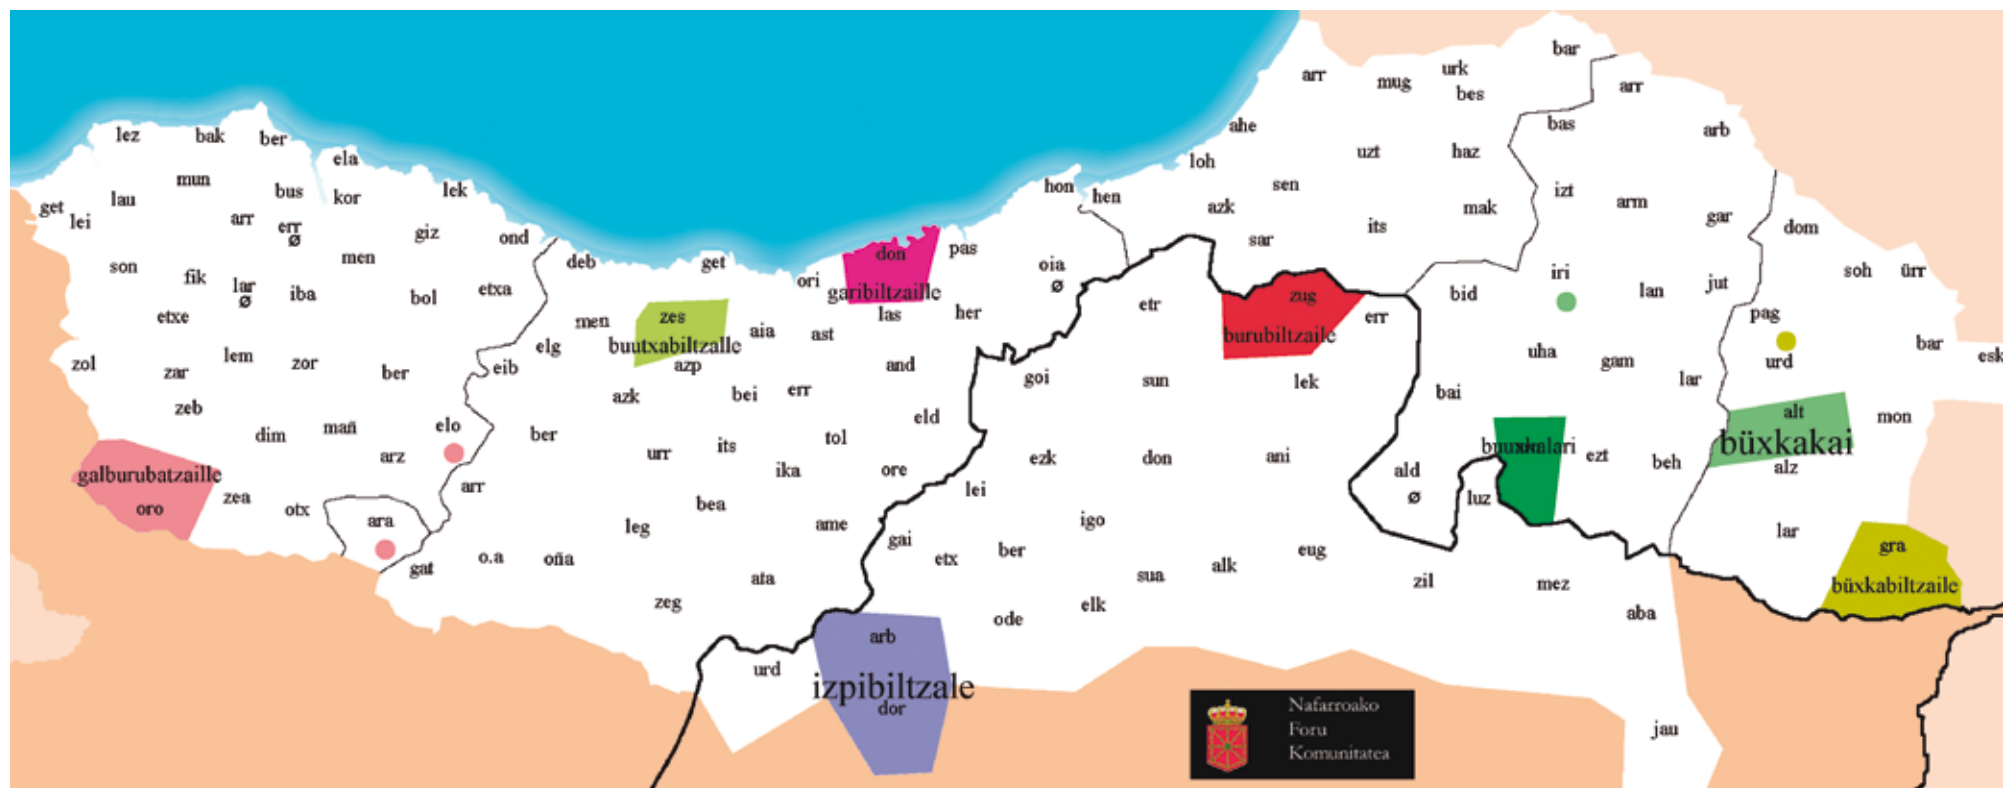 bar
arr
mug
urk
bes
arr
lez
bak
ber
ahe
bas
arb
ela
loh
uzt
haz
mun
bus
kor
lek
hon
hen
sen
izt
get
lei
lau
arr
err
ø
giz
ond
azk
mak
arm
gar
son
fik
lar
ø
men
iba
bol
etxa
deb
get
ori
don
garibiltzaille
pas
oia
ø
sar
its
iri
dom
soh
ürr
etxe
men
zes
buutxabiltzalle
aia
ast
las
her
etr
zug
burubiltzaile
err
bid
lan
jut
pag
urd
bar
esk
zol
zar
lem
zor
ber
eib
elg
azp
and
goi
sun
lek
uha
gam
lar
zeb
dim
mañ
elo
azk
bei
err
eld
bai
alt
büxkakai
mon
galburubatzaille
oro
zea
otx
arz
arr
ber
urr
its
ika
tol
ore
ezk
don
ani
ald
ø
luz
ezt
beh
alz
ara
gat
o.a
oña
leg
bea
ame
gai
lei
etx
ber
igo
eug
lar
gra
büxkabiltzaile
zeg
ata
ode
elk
sua
alk
zil
mez
aba
urd
arb
izpibiltzale
dor
jau
Nafarroako
Foru
Komunitatea